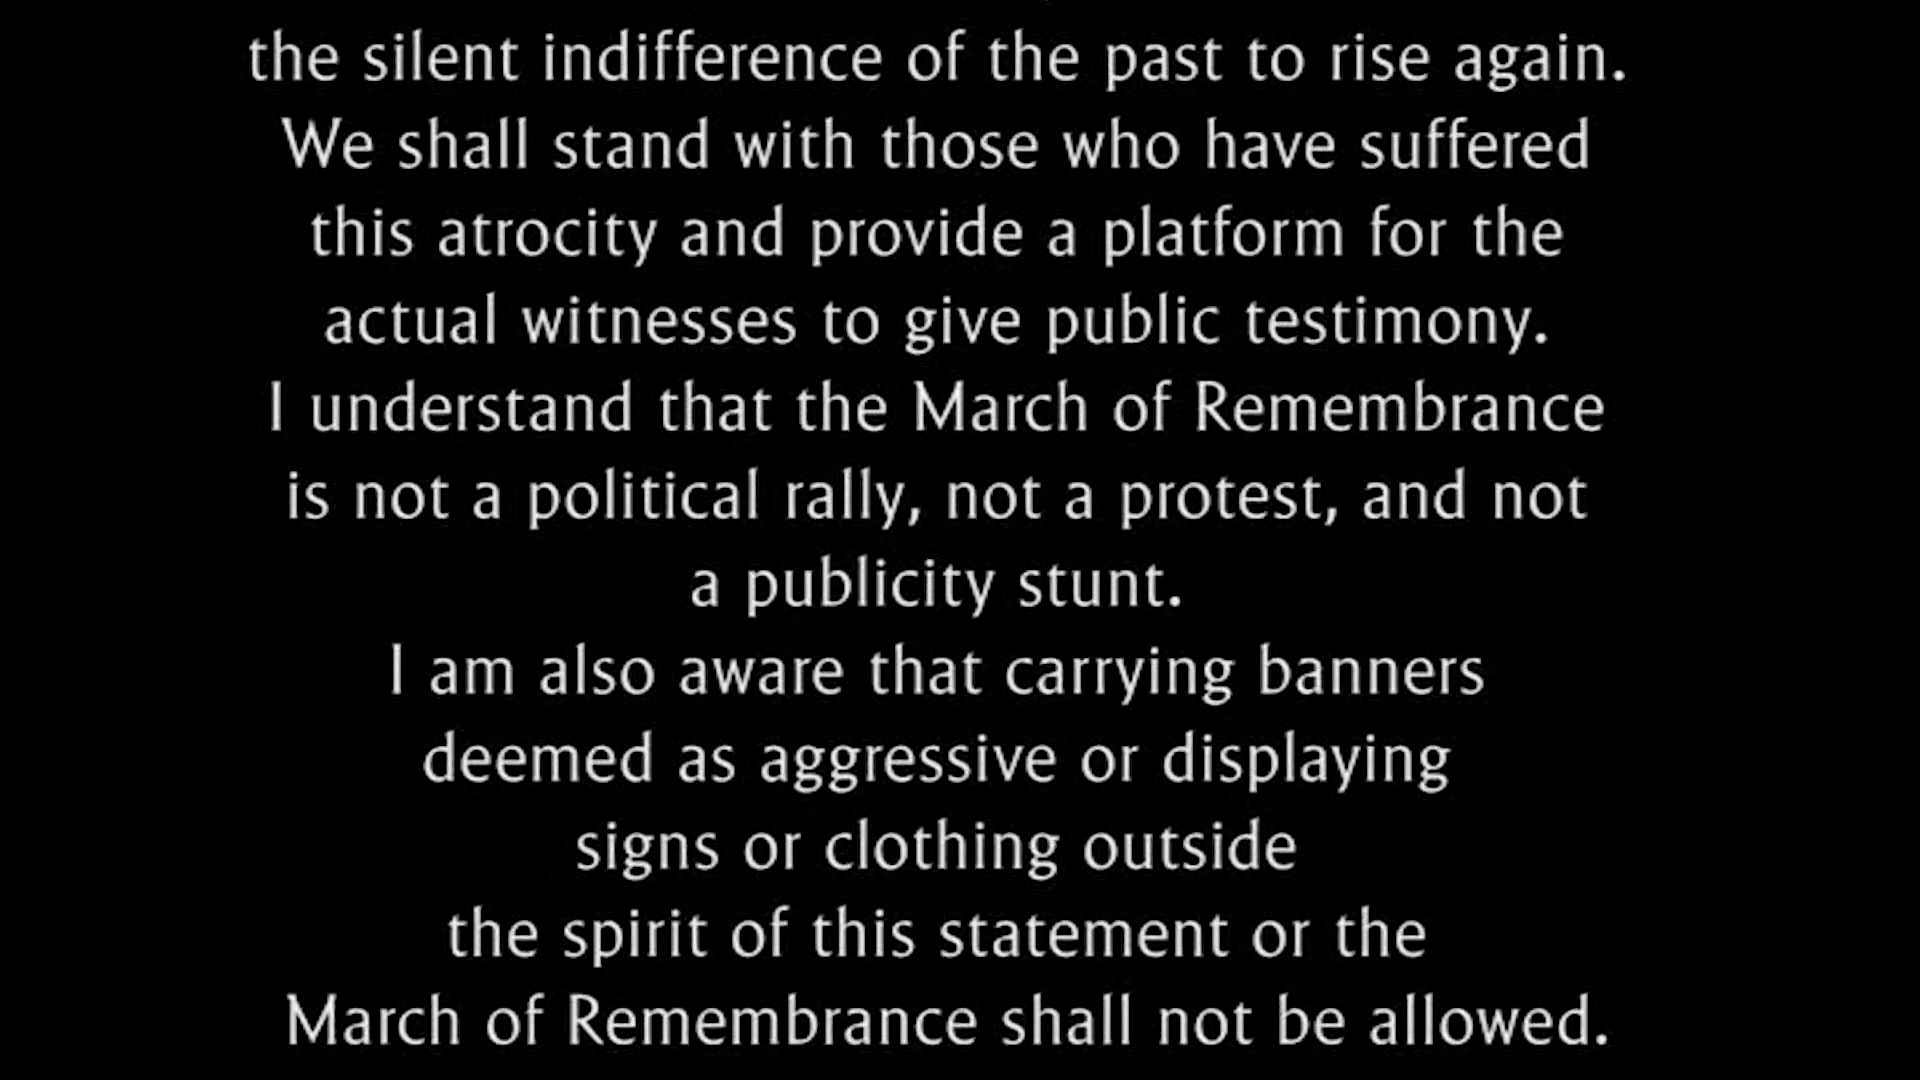 the silent indifference of the past to rise again.
We shall stand with those who have suffered
this atrocity and provide a platform for the
actual witnesses to give public testimony.
I understand that the March of Remembrance
is not a political rally, not a protest, and not
a publicity stunt.
I am also aware that carrying banners
deemed as aggressive or displaying
signs or clothing outside
the spirit of this statement or the
March of Remembrance shall not be allowed.